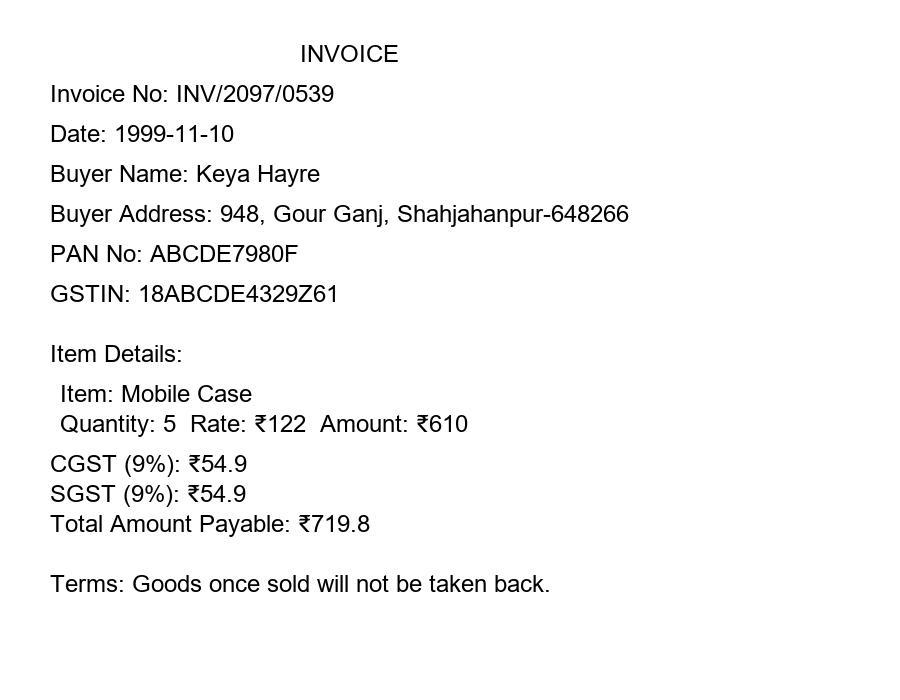 INVOICE
Invoice No: INV/2097/0539
Date: 1999-11-10
Buyer Name: Keya Hayre
Buyer Address: 948, Gour Ganj, Shahjahanpur-648266
PAN No: ABCDE7980F
GSTIN: 18ABCDE4329Z61
Item Details:
Item: Mobile Case
Quantity: 5  Rate: ₹122  Amount: ₹610
CGST (9%): ₹54.9
SGST (9%): ₹54.9
Total Amount Payable: ₹719.8
Terms: Goods once sold will not be taken back.